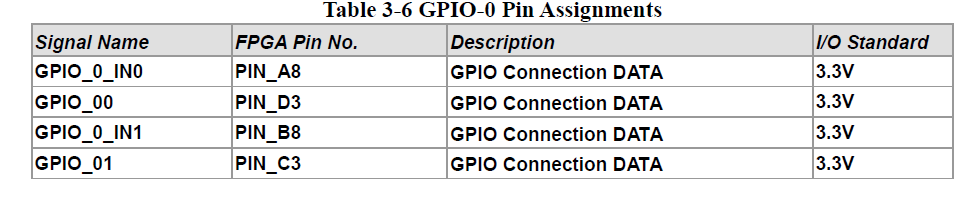 Table 3-6 GPIO-0 Pin Assignments
Signal Name FPGA Pin No. Description I/O Standard
GPIO_0_IN0 PIN_A8 GPIO Connection DATA 3.3V
GPIO_00 PIN_D3 GPIO Connection DATA 3.3V
GPIO_0_IN1 PIN_B8 GPIO Connection DATA 3.3V
GPIO_01 PIN_C3 GPIO Connection DATA 3.3V